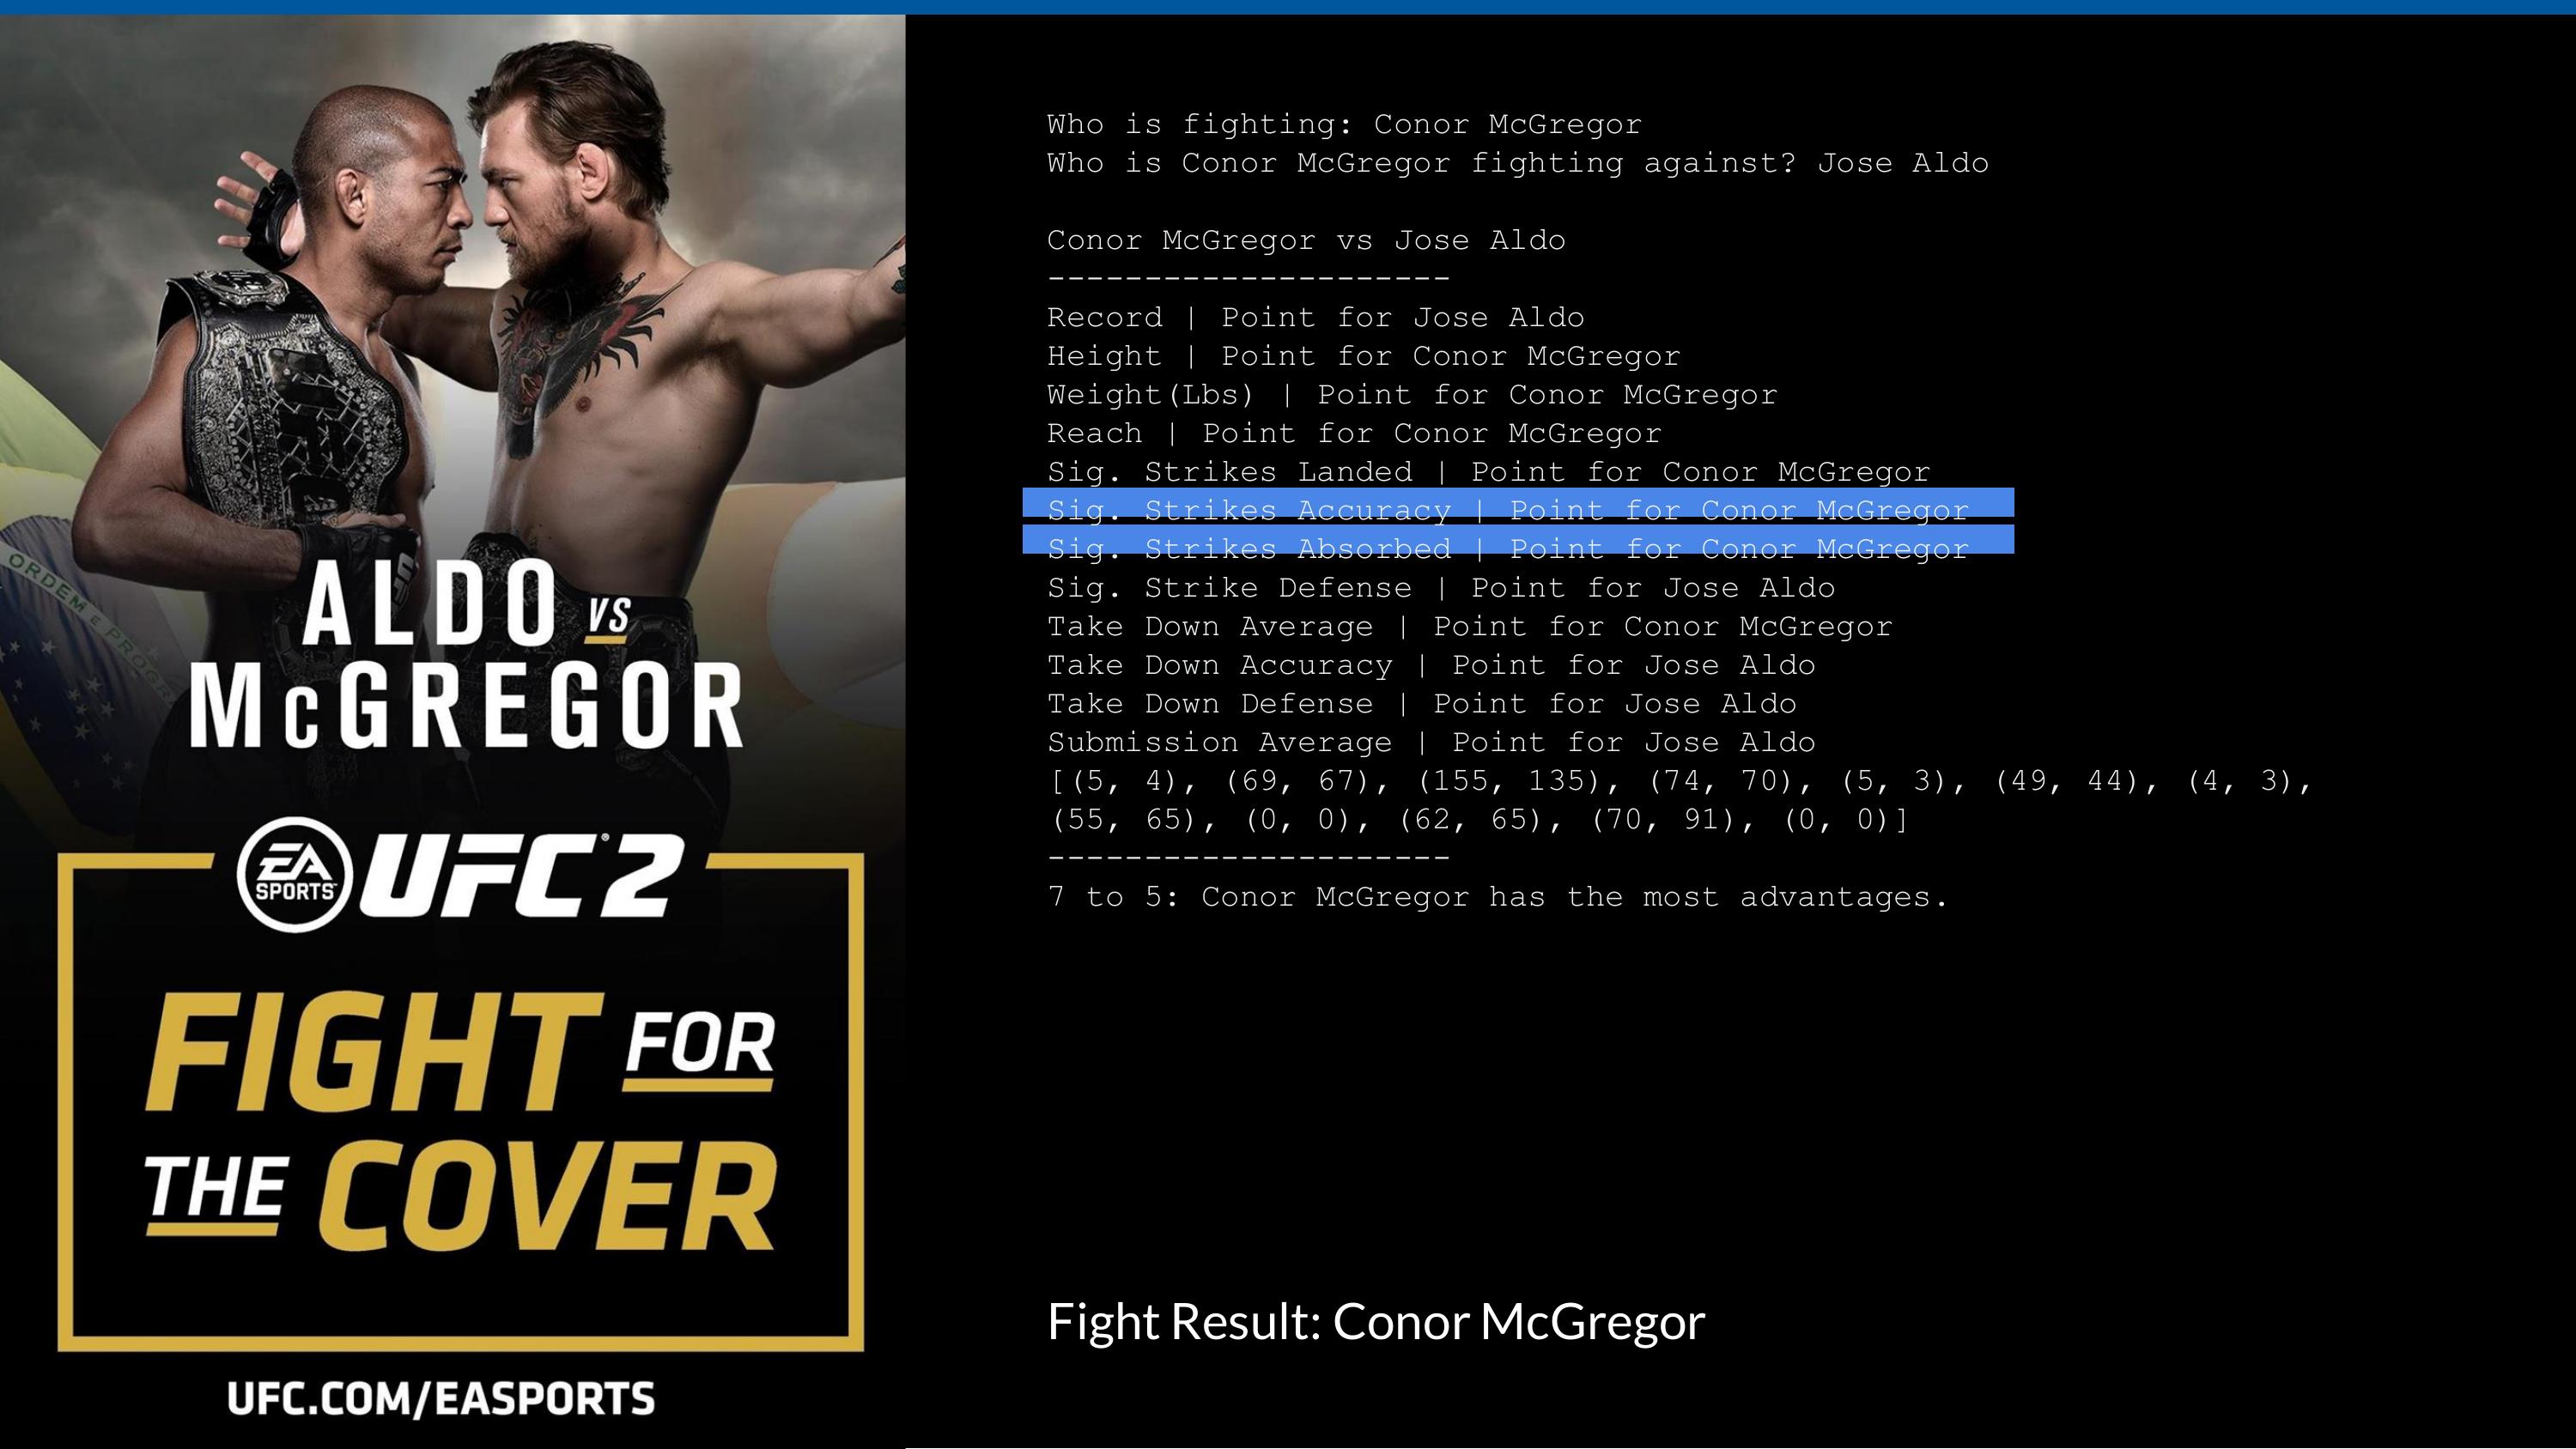 ORDEM E PROG
ALDO VS
McGREGOR
EA
SPORTS
UFC 2
FIGHT FOR
THE COVER
UFC.COM/EASPORTS
Who is fighting: Conor McGregor
Who is Conor McGregor fighting against? Jose Aldo
Conor McGregor vs Jose Aldo
---------------------
Record | Point for Jose Aldo
Height | Point for Conor McGregor
Weight(Lbs) | Point for Conor McGregor
Reach | Point for Conor McGregor
Sig. Strikes Landed | Point for Conor McGregor
Sig. Strikes Accuracy | Point for Conor McGregor
Sig. Strikes Absorbed | Point for Conor McGregor
Sig. Strike Defense | Point for Jose Aldo
Take Down Average | Point for Conor McGregor
Take Down Accuracy | Point for Jose Aldo
Take Down Defense | Point for Jose Aldo
Submission Average | Point for Jose Aldo
[(5, 4), (69, 67), (155, 135), (74, 70), (5, 3), (49, 44), (4, 3),
(55, 65), (0, 0), (62, 65), (70, 91), (0, 0)]
---------------------
7 to 5: Conor McGregor has the most advantages.
Fight Result: Conor McGregor